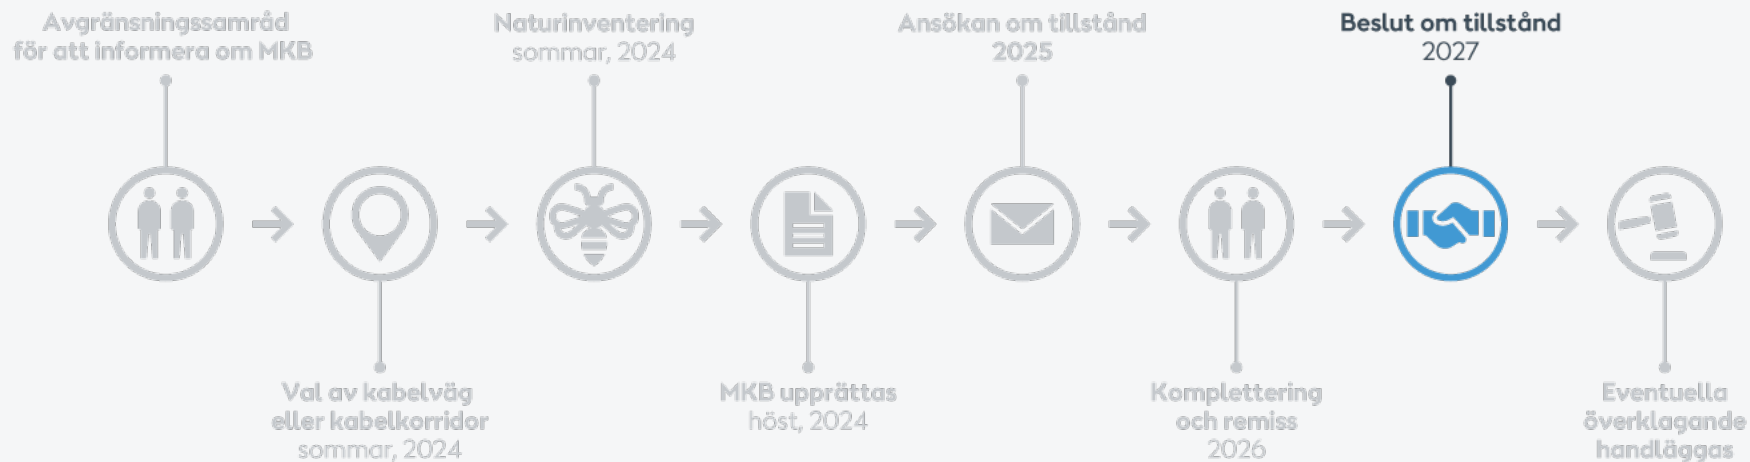 Avgränsningssamråd
för att informera om MKB
Val av kabelväg
eller kabelkorridor
sommar, 2024
Naturinventering
sommar, 2024
MKB upprättas
höst, 2024
Ansökan om tillstånd
2025
Komplettering
och remiss
2026
Beslut om tillstånd
2027
Eventuella
överklagande
handläggas